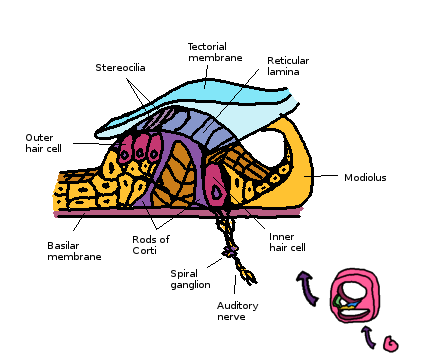 Tectorial
membrane
Stereocilia
Reticular
lamina
Outer
hair cell
Modiolus
Basilar
membrane
Rods of
Corti
Inner
hair cell
Spiral
ganglion
Auditory
nerve